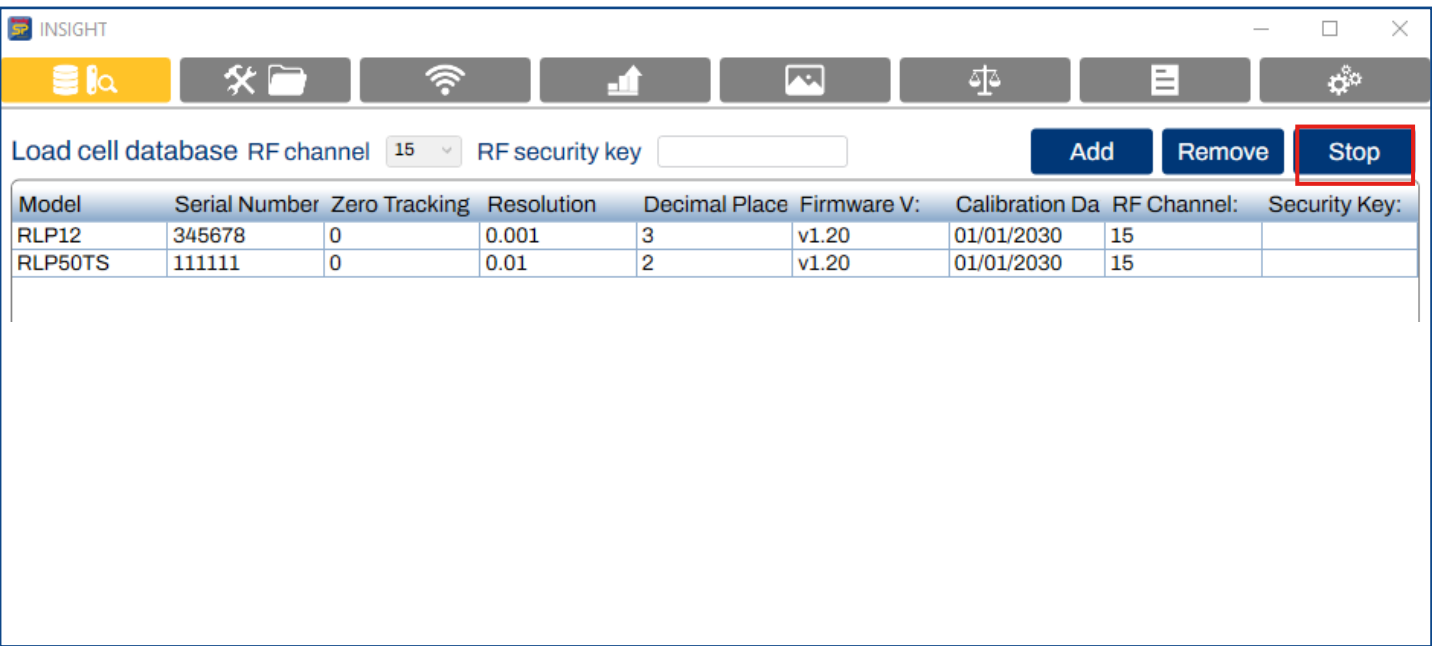 SP INSIGHT
Load cell database RF channel 15 RF security key Add Remove Stop
Model Serial Number Zero Tracking Resolution Decimal Place Firmware V: Calibration Da RF Channel: Security Key:
RLP12 345678 0 0.001 3 v1.20 01/01/2030 15
RLP50TS 111111 0 0.01 2 v1.20 01/01/2030 15